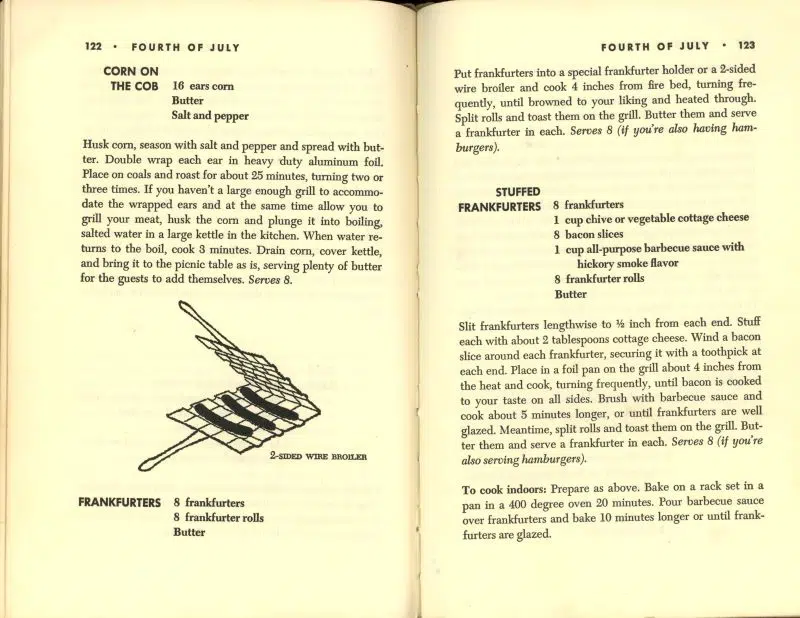 122 • FOURTH OF JULY
CORN ON
THE COB
16 ears corn
Butter
Salt and pepper
Husk corn, season with salt and pepper and spread with but-
ter. Double wrap each ear in heavy duty aluminum foil.
Place on coals and roast for about 25 minutes, turning two or
three times. If you haven't a large enough grill to accommo-
date the wrapped ears and at the same time allow you to
grill your meat, husk the corn and plunge it into boiling,
salted water in a large kettle in the kitchen. When water re-
turns to the boil, cook 3 minutes. Drain corn, cover kettle,
and bring it to the picnic table as is, serving plenty of butter
for the guests to add themselves. Serves 8.
2-SIDED WIRE BROILER
FRANKFURTERS
8 frankfurters
8 frankfurter rolls
Butter
FOURTH OF JULY • 123
Put frankfurters into a special frankfurter holder or a 2-sided
wire broiler and cook 4 inches from fire bed, turning fre-
quently, until browned to your liking and heated through.
Split rolls and toast them on the grill. Butter them and serve
a frankfurter in each. Serves 8 (if you're also having ham-
burgers).
STUFFED
FRANKFURTERS
8 frankfurters
1 cup chive or vegetable cottage cheese
8 bacon slices
1 cup all-purpose barbecue sauce with
hickory smoke flavor
8 frankfurter rolls
Butter
Slit frankfurters lengthwise to ½ inch from each end. Stuff
each with about 2 tablespoons cottage cheese. Wind a bacon
slice around each frankfurter, securing it with a toothpick at
each end. Place in a foil pan on the grill about 4 inches from
the heat and cook, turning frequently, until bacon is cooked
to your taste on all sides. Brush with barbecue sauce and
cook about 5 minutes longer, or until frankfurters are well
glazed. Meantime, split rolls and toast them on the grill. But-
ter them and serve a frankfurter in each. Serves 8 (if you're
also serving hamburgers).
To cook indoors: Prepare as above. Bake on a rack set in a
pan in a 400 degree oven 20 minutes. Pour barbecue sauce
over frankfurters and bake 10 minutes longer or until frank-
furters are glazed.